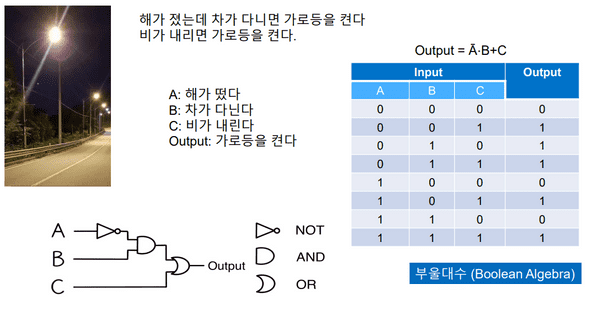 해가 졌는데 차가 다니면 가로등을 켠다
비가 내리면 가로등을 켠다.
A: 해가 떴다
B: 차가 다닌다
C: 비가 내린다
Output: 가로등을 켠다
Output = Ā·B+C
Input Output
A B C
0 0 0 0
0 0 1 1
0 1 0 1
0 1 1 1
1 0 0 0
1 0 1 1
1 1 0 0
1 1 1 1
A
B
C
Output
NOT
AND
OR
부울대수 (Boolean Algebra)